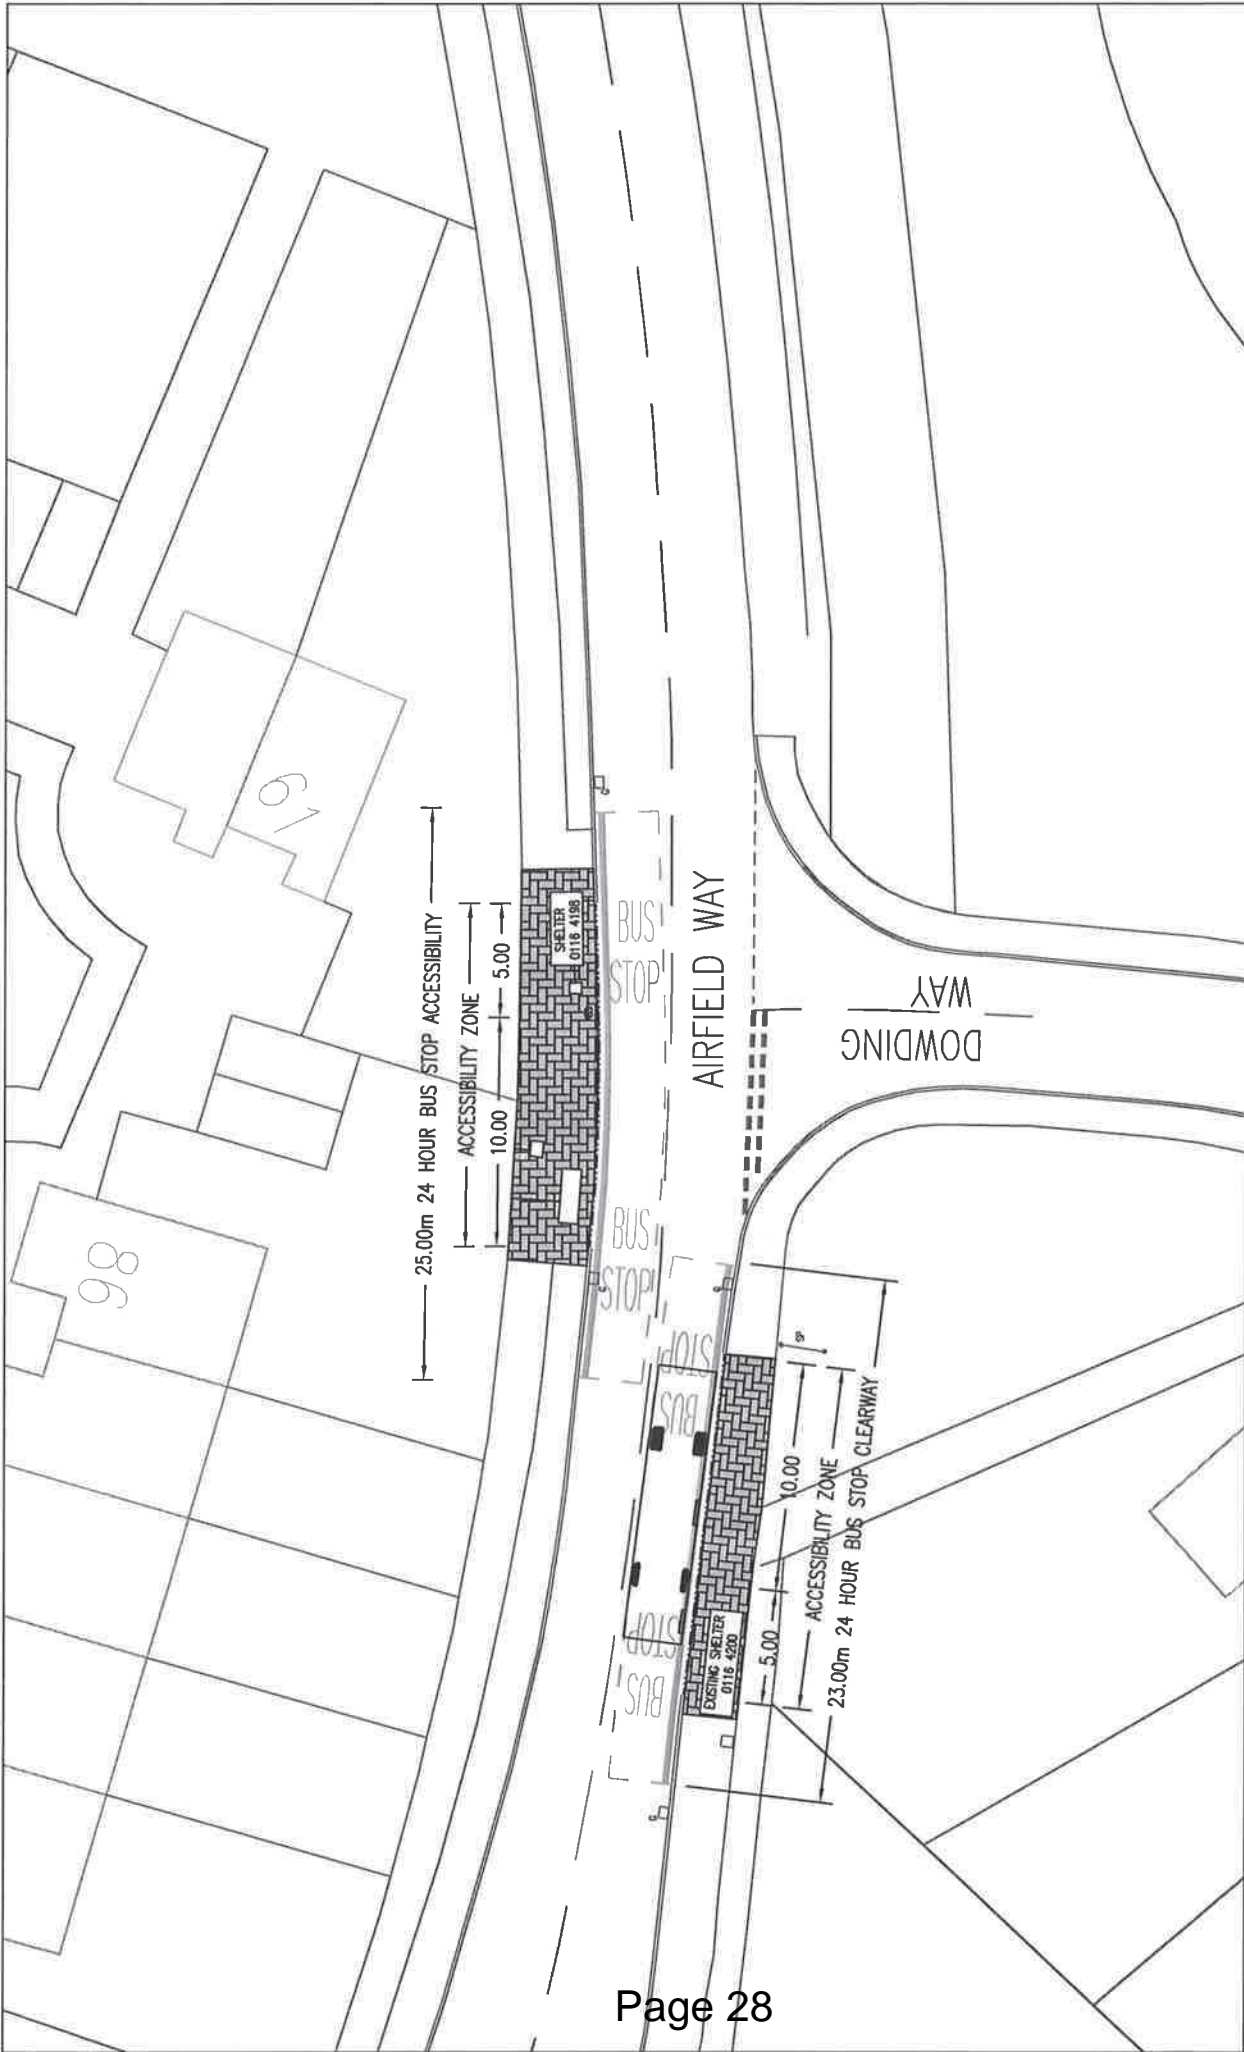 61
98
25.00m 24 HOUR BUS STOP ACCESSIBILITY
ACCESSIBILITY ZONE
10.00
5.00
SHELTER
0116 4198
BUS
STOP
BUS
STOP
AIRFIELD WAY
DOWDING
WAY
BUS
STOP
BUS
STOP
EXISTING SHELTER
0116 4200
5.00
10.00
ACCESSIBILITY ZONE
23.00m 24 HOUR BUS STOP CLEARWAY
G
G
G
G
Page 28